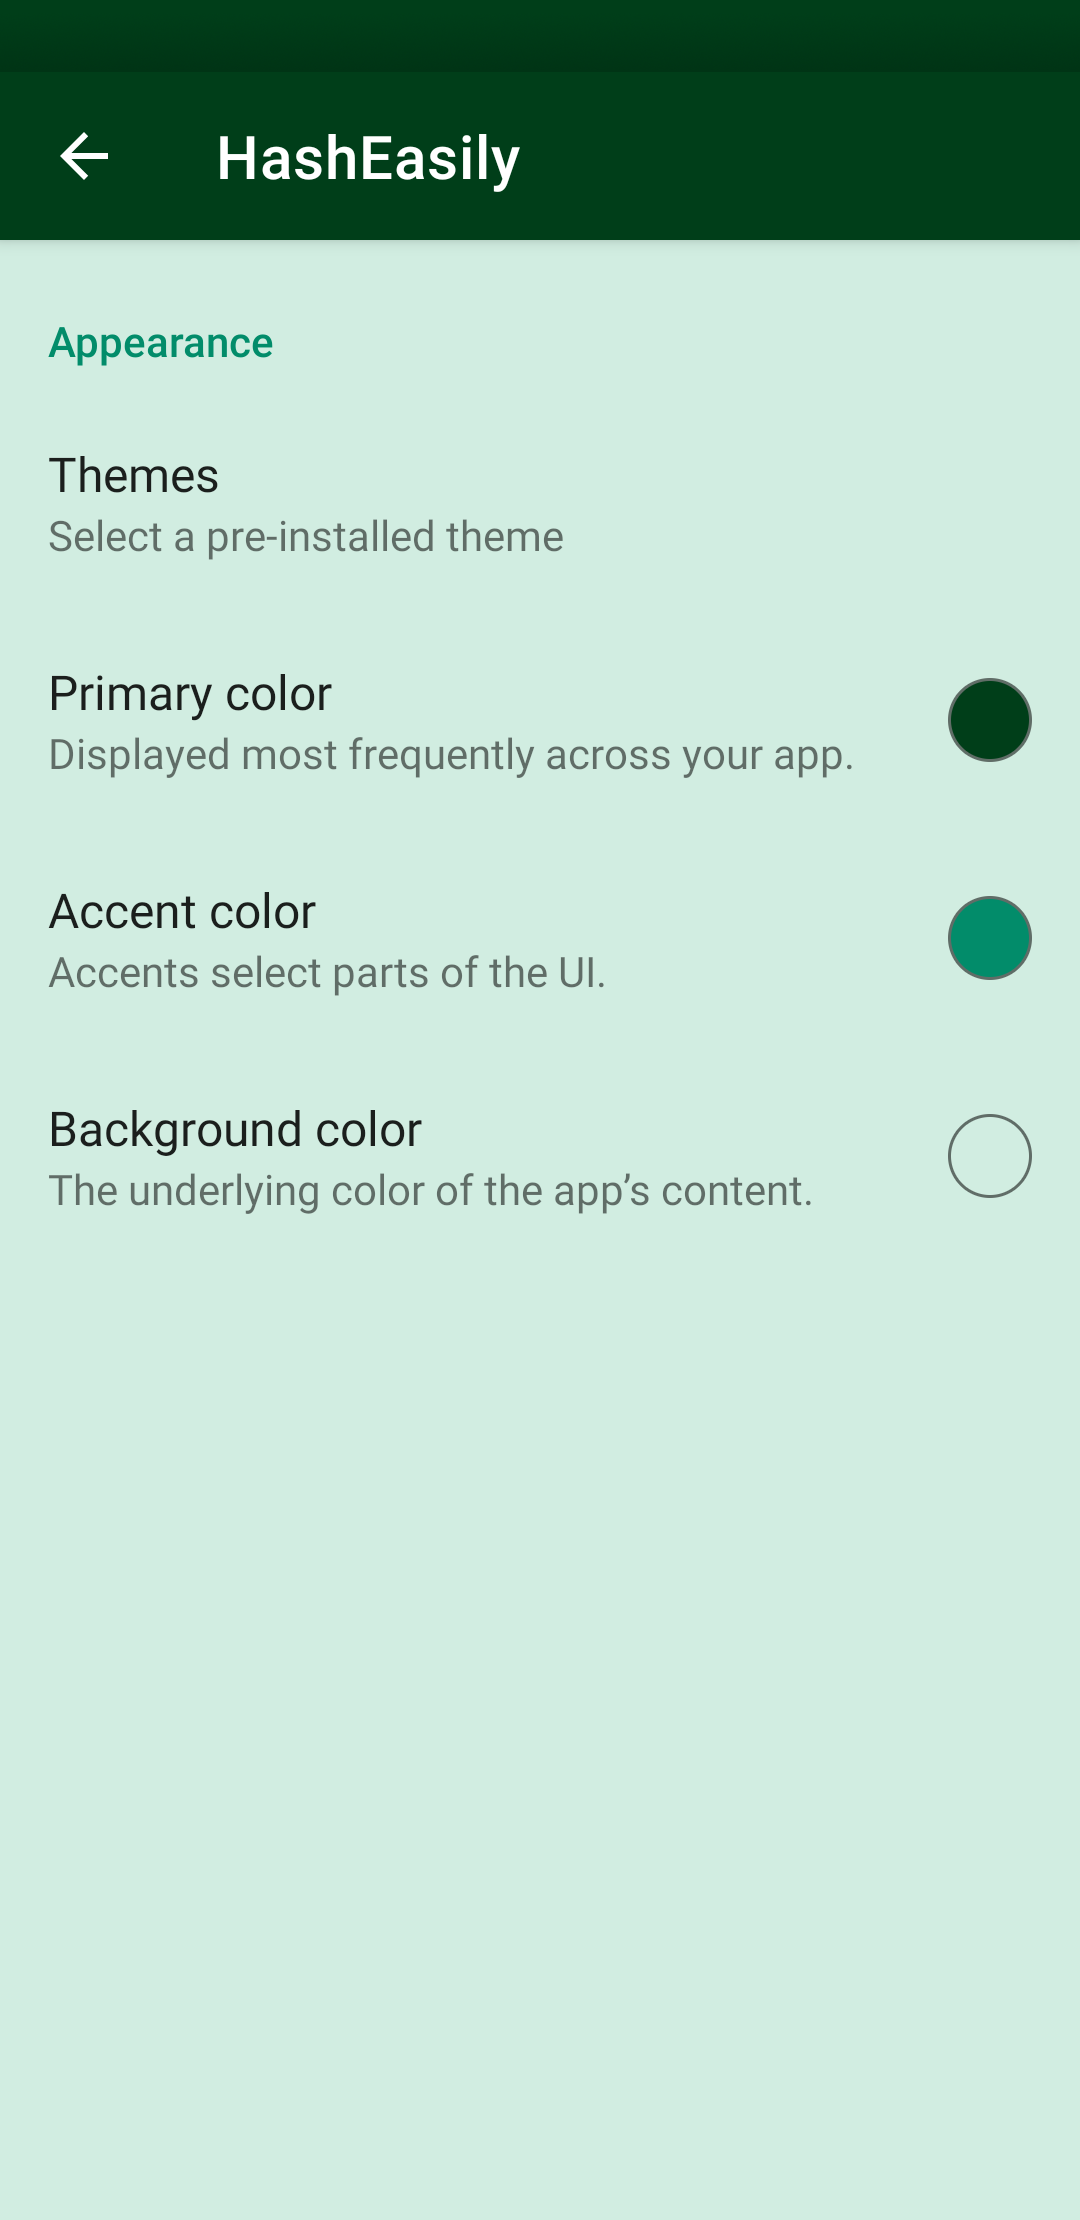 HashEasily
Appearance
Themes
Select a pre-installed theme
Primary color
Displayed most frequently across your app.
Accent color
Accents select parts of the UI.
Background color
The underlying color of the app’s content.